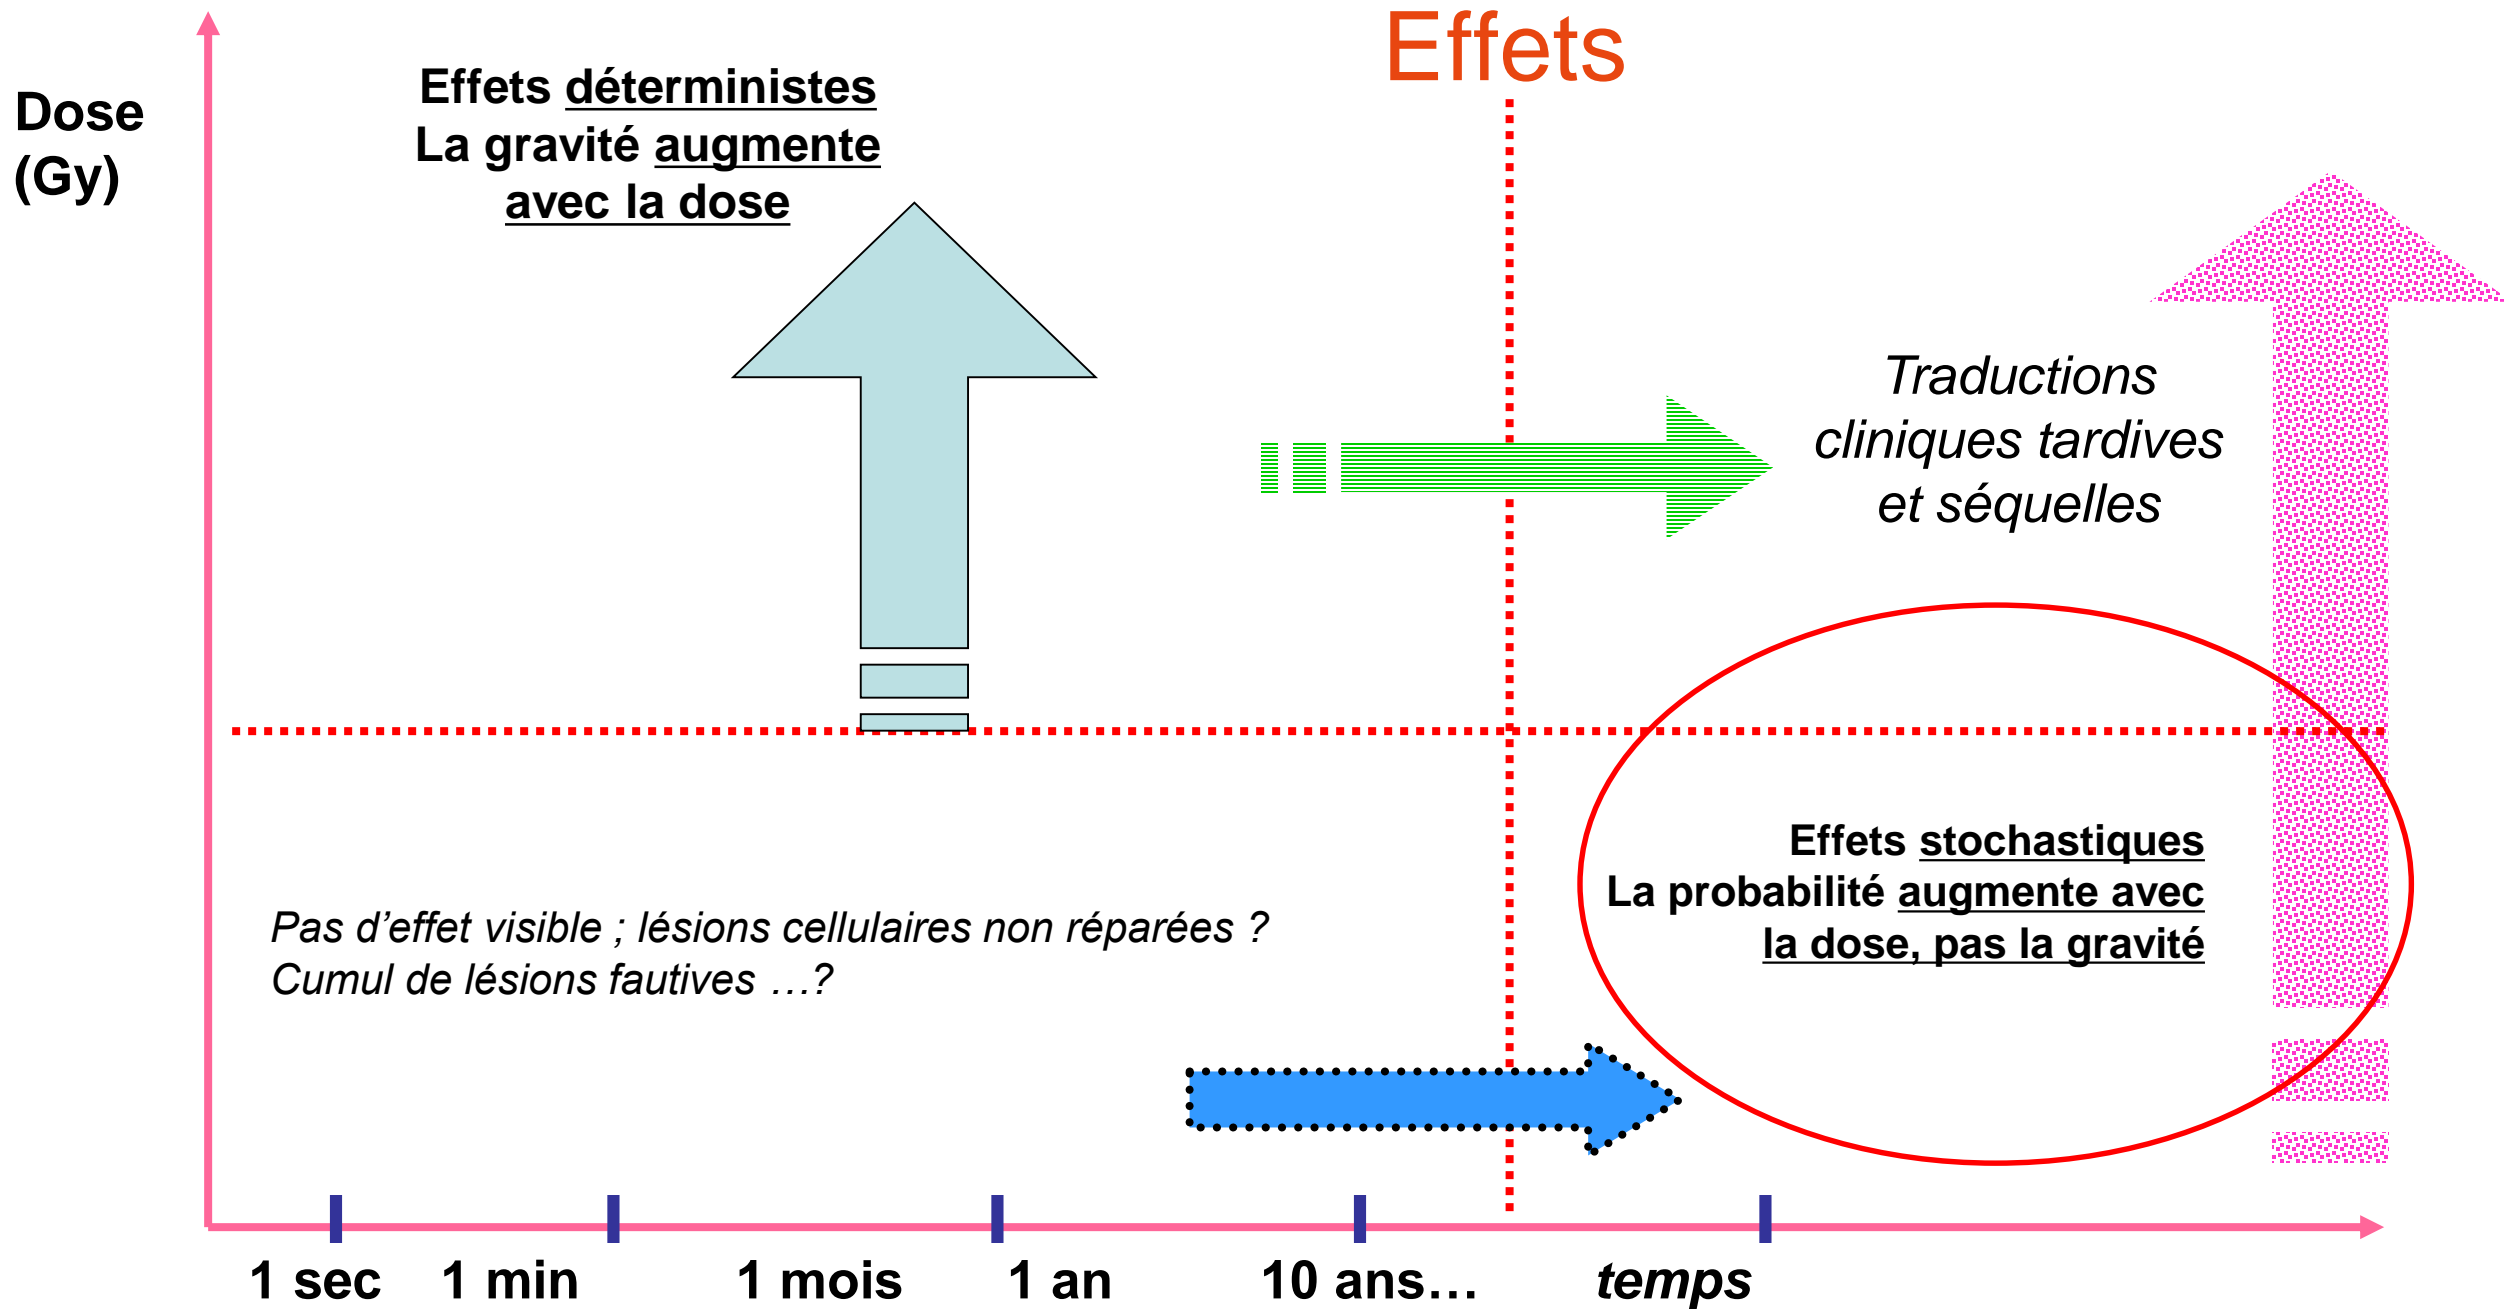 Effets
Dose
(Gy)
Effets déterministes
La gravité augmente
avec la dose
Traductions
cliniques tardives
et séquelles
Effets stochastiques
La probabilité augmente avec
la dose, pas la gravité
Pas d’effet visible ; lésions cellulaires non réparées ?
Cumul de lésions fautives …?
1 sec 1 min 1 mois 1 an 10 ans… temps